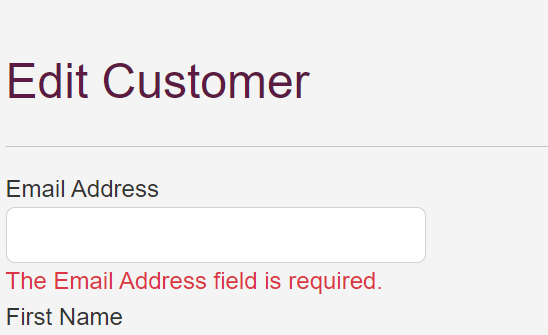 Edit Customer
Email Address
The Email Address field is required.
First Name